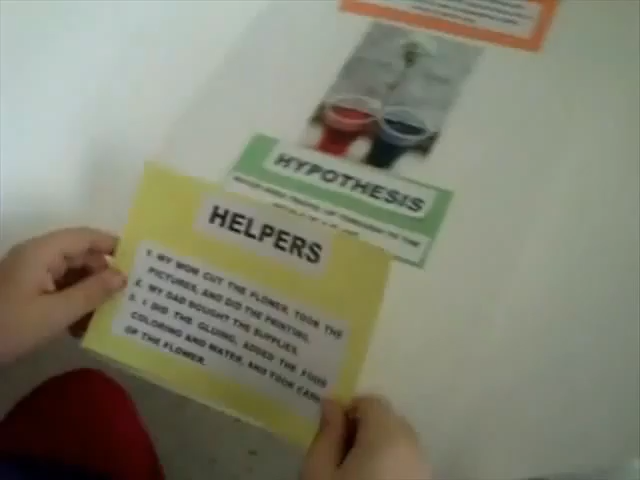 HYPOTHESIS
HELPERS
1. MY MOM CUT THE FLOWER, TOOK THE
PICTURES, AND DID THE PRINTING.
2. MY DAD BOUGHT THE SUPPLIES.
3. I DID THE GLUING, ADDED THE FOOD
COLORING AND WATER, AND TOOK CARE
OF THE FLOWER.